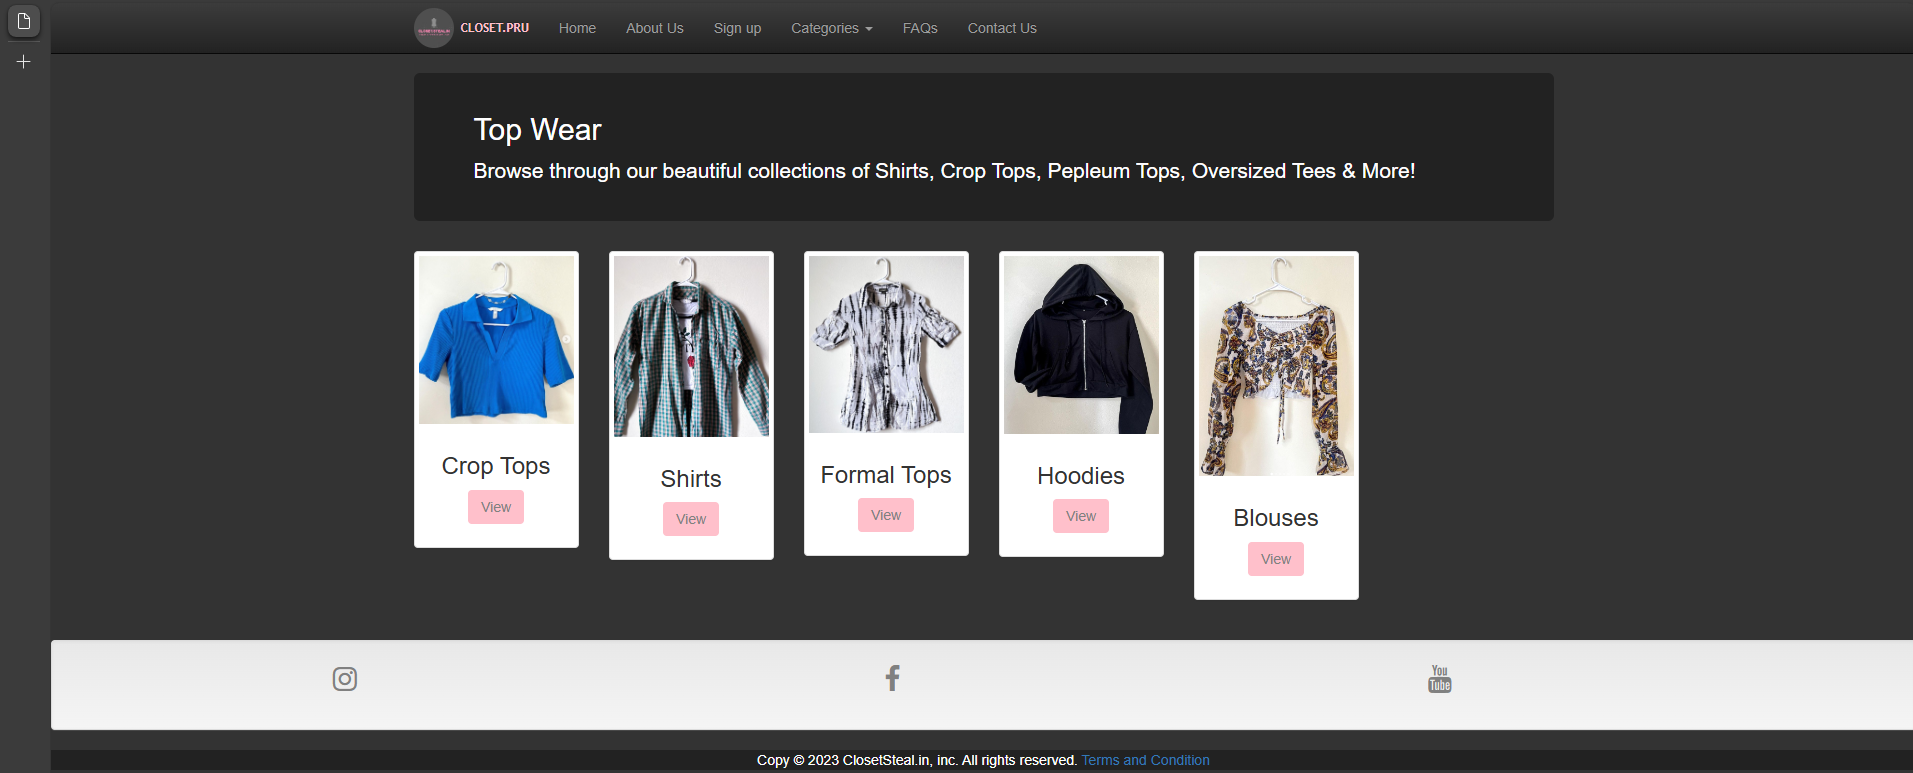 CLOSET.PRU Home About Us Sign up Categories FAQs Contact Us
Top Wear
Browse through our beautiful collections of Shirts, Crop Tops, Pepleum Tops, Oversized Tees & More!
Crop Tops
View
Shirts
View
Formal Tops
View
Hoodies
View
Blouses
View
You
Tube
Copy © 2023 ClosetSteal.in, inc. All rights reserved. Terms and Condition